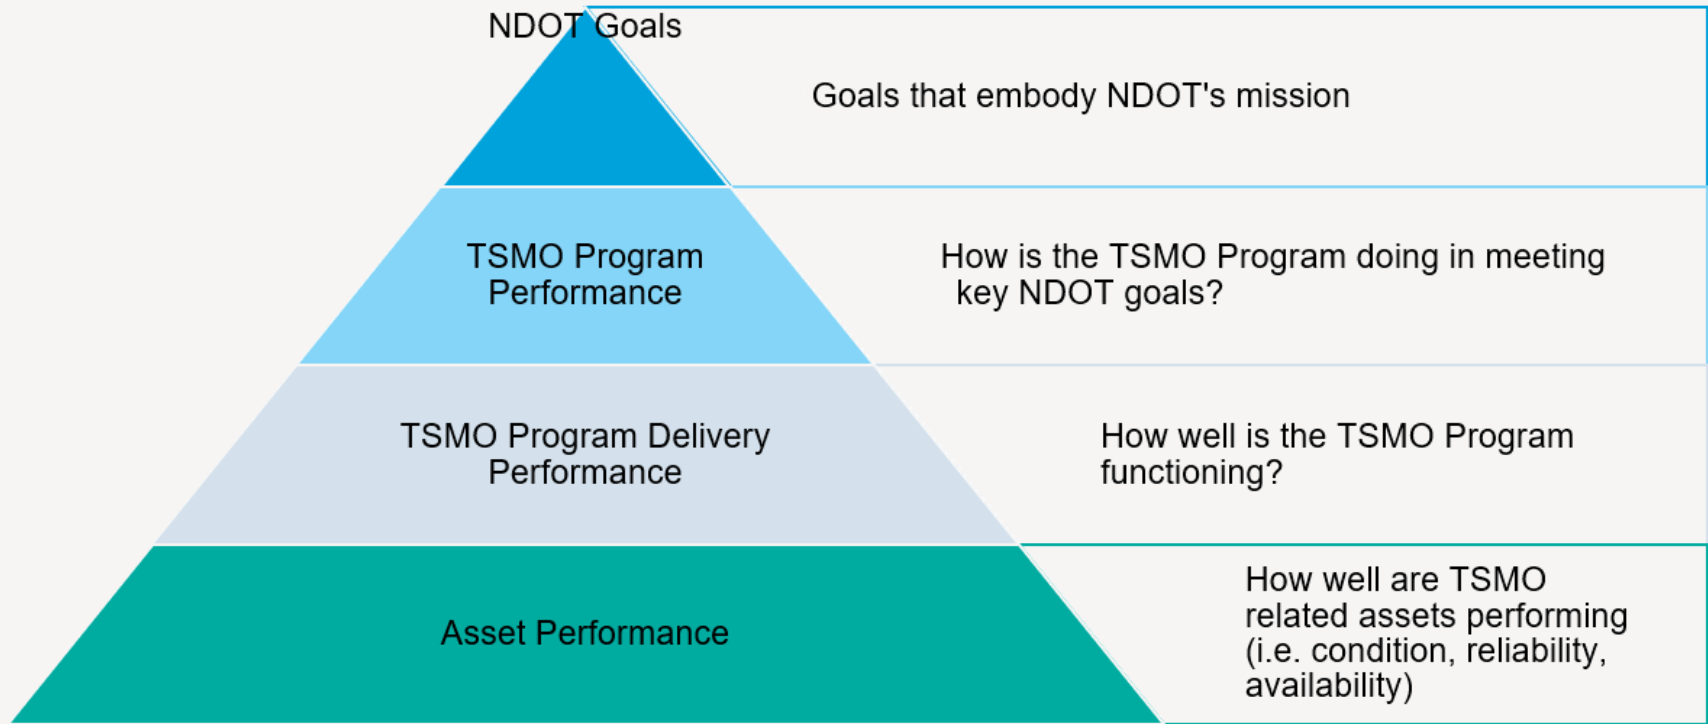 NDOT Goals
Goals that embody NDOT's mission
TSMO Program
Performance
How is the TSMO Program doing in meeting
key NDOT goals?
TSMO Program Delivery
Performance
How well is the TSMO Program
functioning?
Asset Performance
How well are TSMO
related assets performing
(i.e. condition, reliability,
availability)